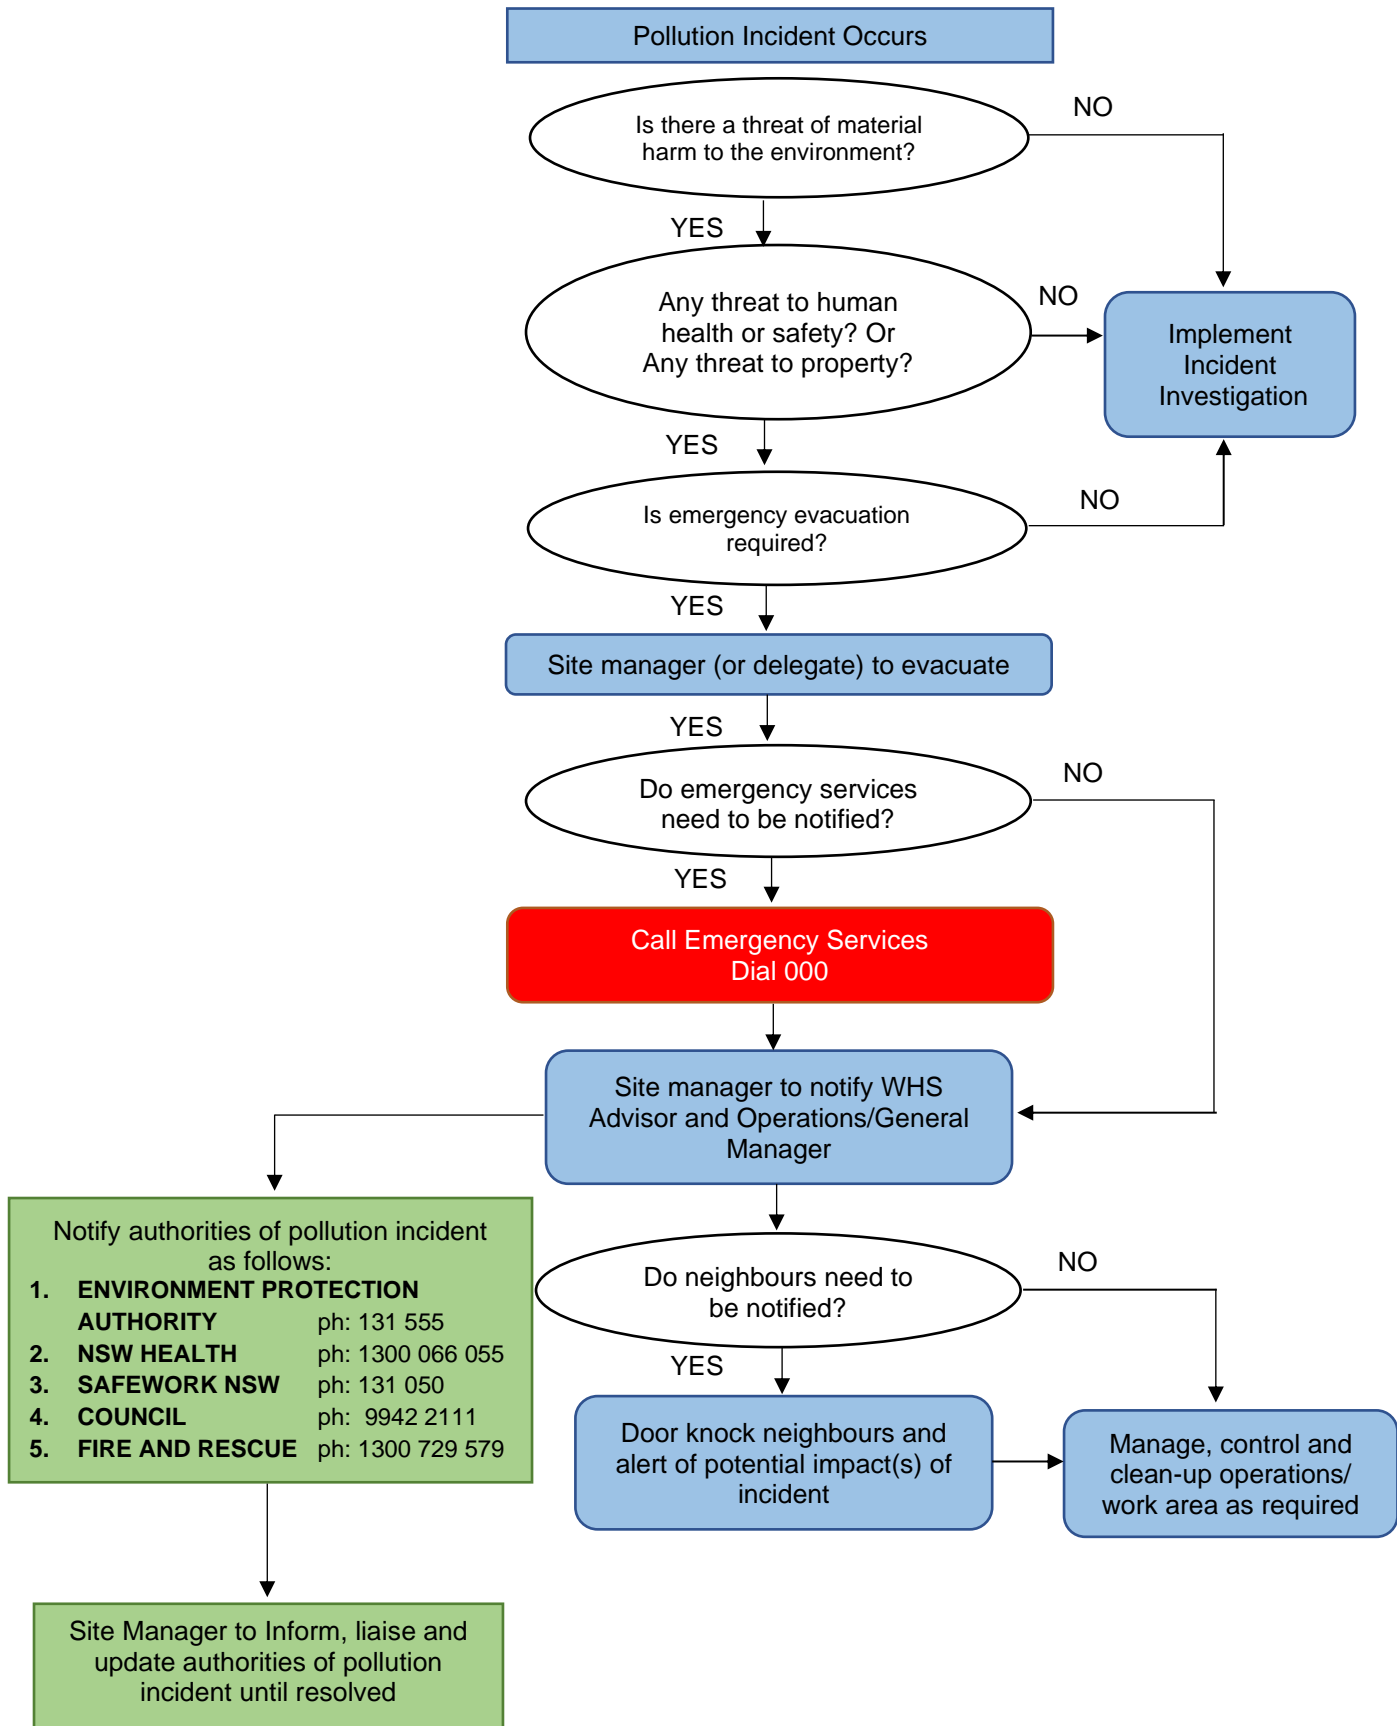 Pollution Incident Occurs
Is there a threat of material
harm to the environment?
NO
YES
Any threat to human
health or safety? Or
Any threat to property?
NO
Implement
Incident
Investigation
YES
Is emergency evacuation
required?
NO
YES
Site manager (or delegate) to evacuate
YES
Do emergency services
need to be notified?
NO
YES
Call Emergency Services
Dial 000
Site manager to notify WHS
Advisor and Operations/General
Manager
Notify authorities of pollution incident
as follows:
1. ENVIRONMENT PROTECTION
AUTHORITY ph: 131 555
2. NSW HEALTH ph: 1300 066 055
3. SAFEWORK NSW ph: 131 050
4. COUNCIL ph: 9942 2111
5. FIRE AND RESCUE ph: 1300 729 579
Do neighbours need to
be notified?
NO
YES
Door knock neighbours and
alert of potential impact(s) of
incident
Manage, control and
clean-up operations/
work area as required
Site Manager to Inform, liaise and
update authorities of pollution
incident until resolved